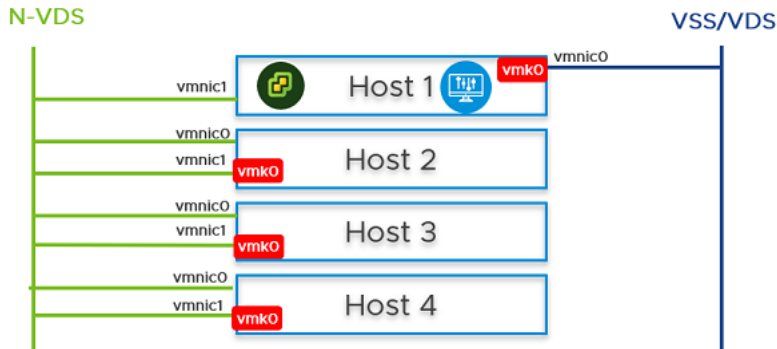 N-VDS
VSS/VDS
vmnic0
vmk0
vmnic1
Host 1
vmnic0
vmnic1
vmk0
Host 2
vmnic0
vmnic1
vmk0
Host 3
vmnic0
vmnic1
vmk0
Host 4